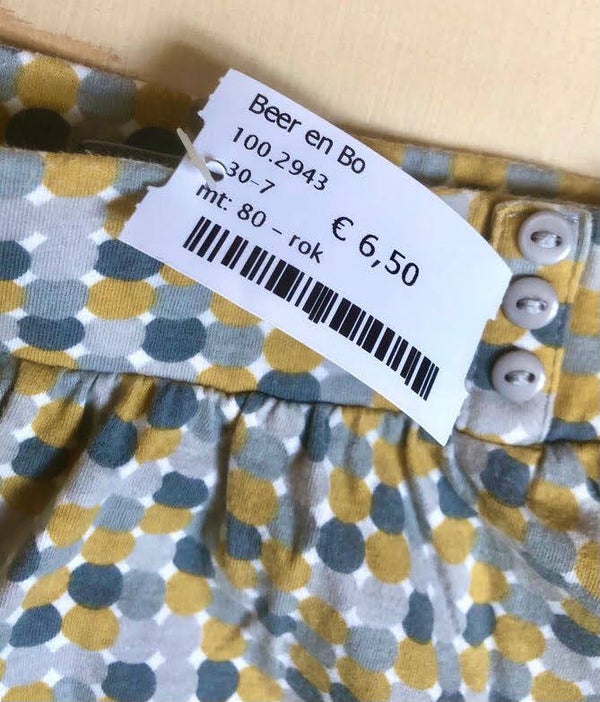 Beer en Bo
100.2943
30-7
mt: 80 – rok
€ 6,50